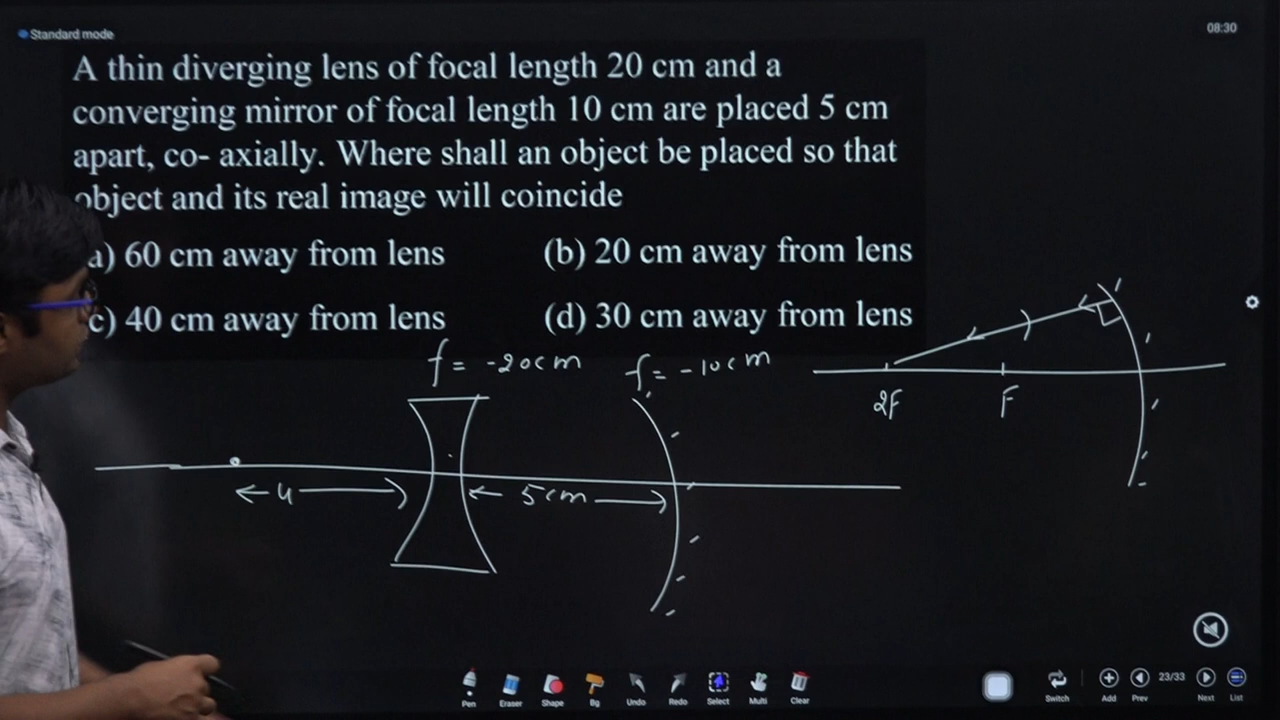 Standard mode
08:30
A thin diverging lens of focal length 20 cm and a
converging mirror of focal length 10 cm are placed 5 cm
apart, co- axially. Where shall an object be placed so that
object and its real image will coincide
a) 60 cm away from lens
(b) 20 cm away from lens
c) 40 cm away from lens
(d) 30 cm away from lens
f = -20cm
f = -10cm
2F
F
u
5cm
Pen
Eraser
Shape
Bg
Undo
Redo
Select
Multi
Clear
Switch
Add
Prev
23/33
Next
List